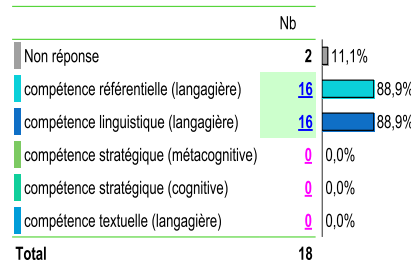 Nb
Non réponse 2 11,1%
compétence référentielle (langagière) 16 88,9%
compétence linguistique (langagière) 16 88,9%
compétence stratégique (métacognitive) 0 0,0%
compétence stratégique (cognitive) 0 0,0%
compétence textuelle (langagière) 0 0,0%
Total 18